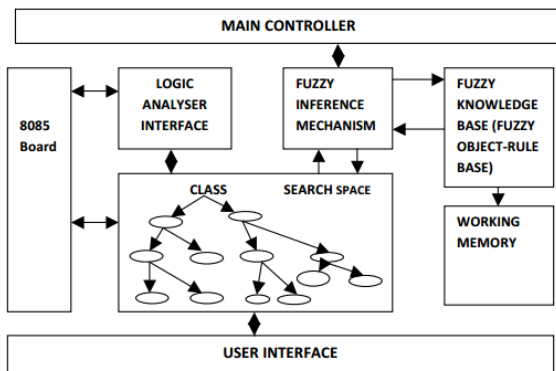 MAIN CONTROLLER
8085
Board
LOGIC
ANALYSER
INTERFACE
FUZZY
INFERENCE
MECHANISM
FUZZY
KNOWLEDGE
BASE (FUZZY
OBJECT-RULE
BASE)
CLASS
SEARCH SPACE
WORKING
MEMORY
USER INTERFACE